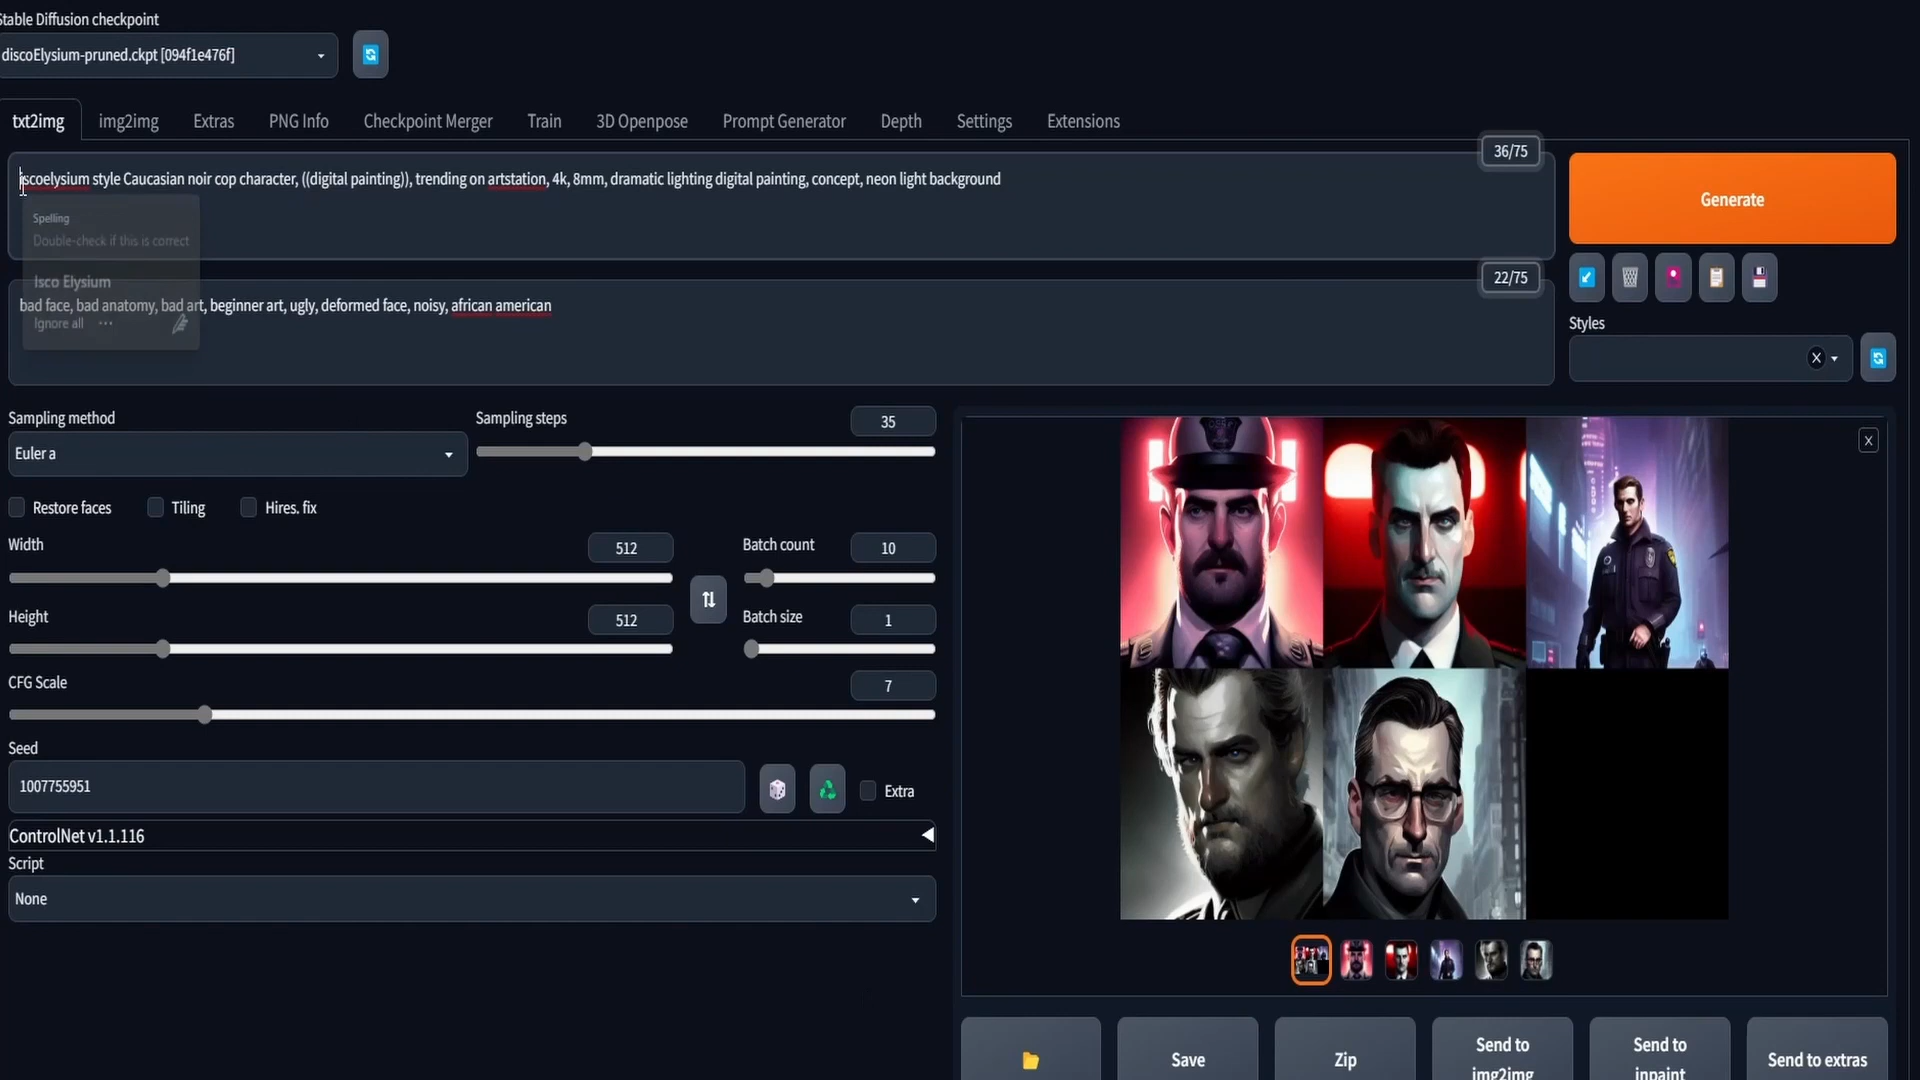 Stable Diffusion checkpoint
discoElysium-pruned.ckpt [094f1e476f]
txt2img img2img Extras PNG Info Checkpoint Merger Train 3D Openpose Prompt Generator Depth Settings Extensions
36/75
iscoelysium style Caucasian noir cop character, ((digital painting)), trending on artstation, 4k, 8mm, dramatic lighting digital painting, concept, neon light background
Generate
Spelling
Double-check if this is correct
Isco Elysium
22/75
bad face, bad anatomy, bad art, beginner art, ugly, deformed face, noisy, african american
Ignore all ...
Styles
X
Sampling method
Euler a
Sampling steps
35
Restore faces Tiling Hires. fix
Width
512
Batch count
10
Height
512
Batch size
1
CFG Scale
7
Seed
1007755951
Extra
ControlNet v1.1.116
Script
None
X
Save
Zip
Send to
img2img
Send to
inpaint
Send to extras